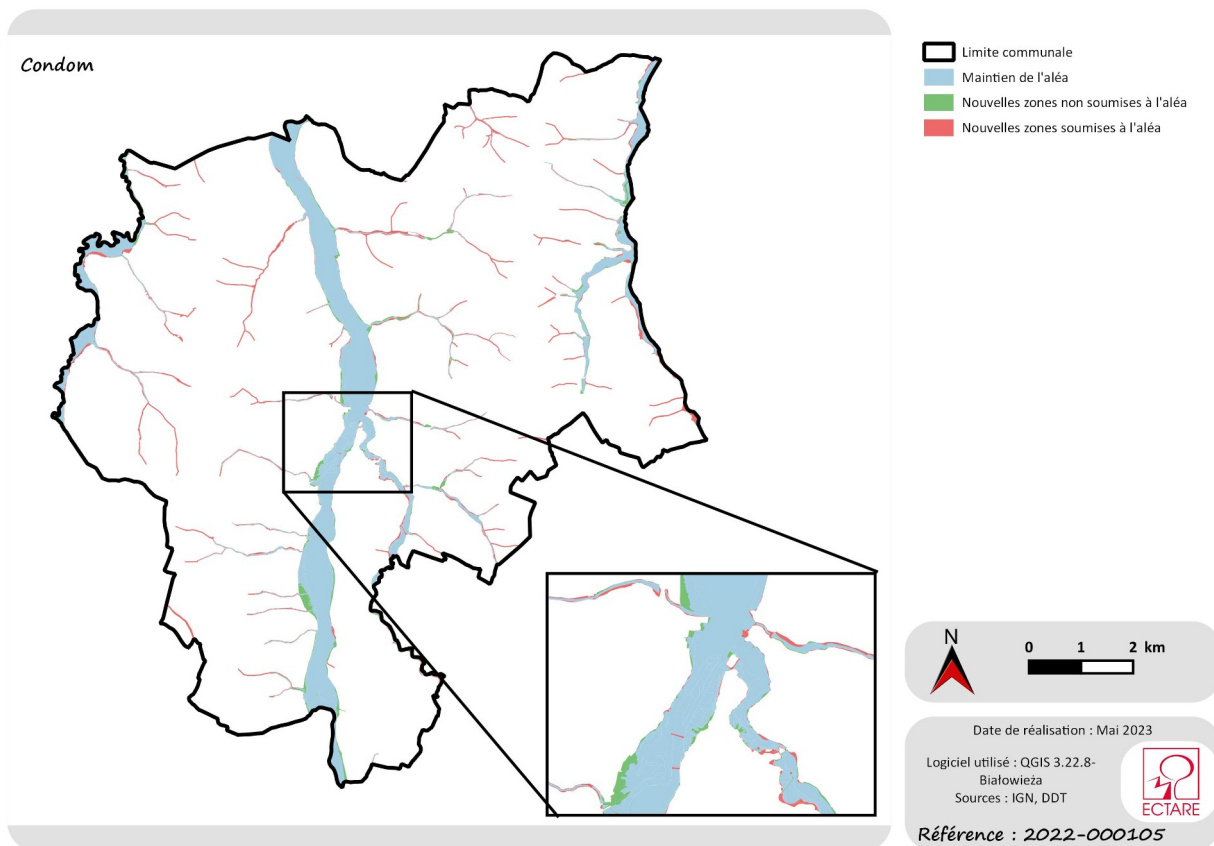 Condom
Limite communale
Maintien de l'aléa
Nouvelles zones non soumises à l'aléa
Nouvelles zones soumises à l'aléa
N
0 1 2 km
Date de réalisation : Mai 2023
Logiciel utilisé : QGIS 3.22.8-
Białowieża
Sources : IGN, DDT
ECTARE
Référence : 2022-000105